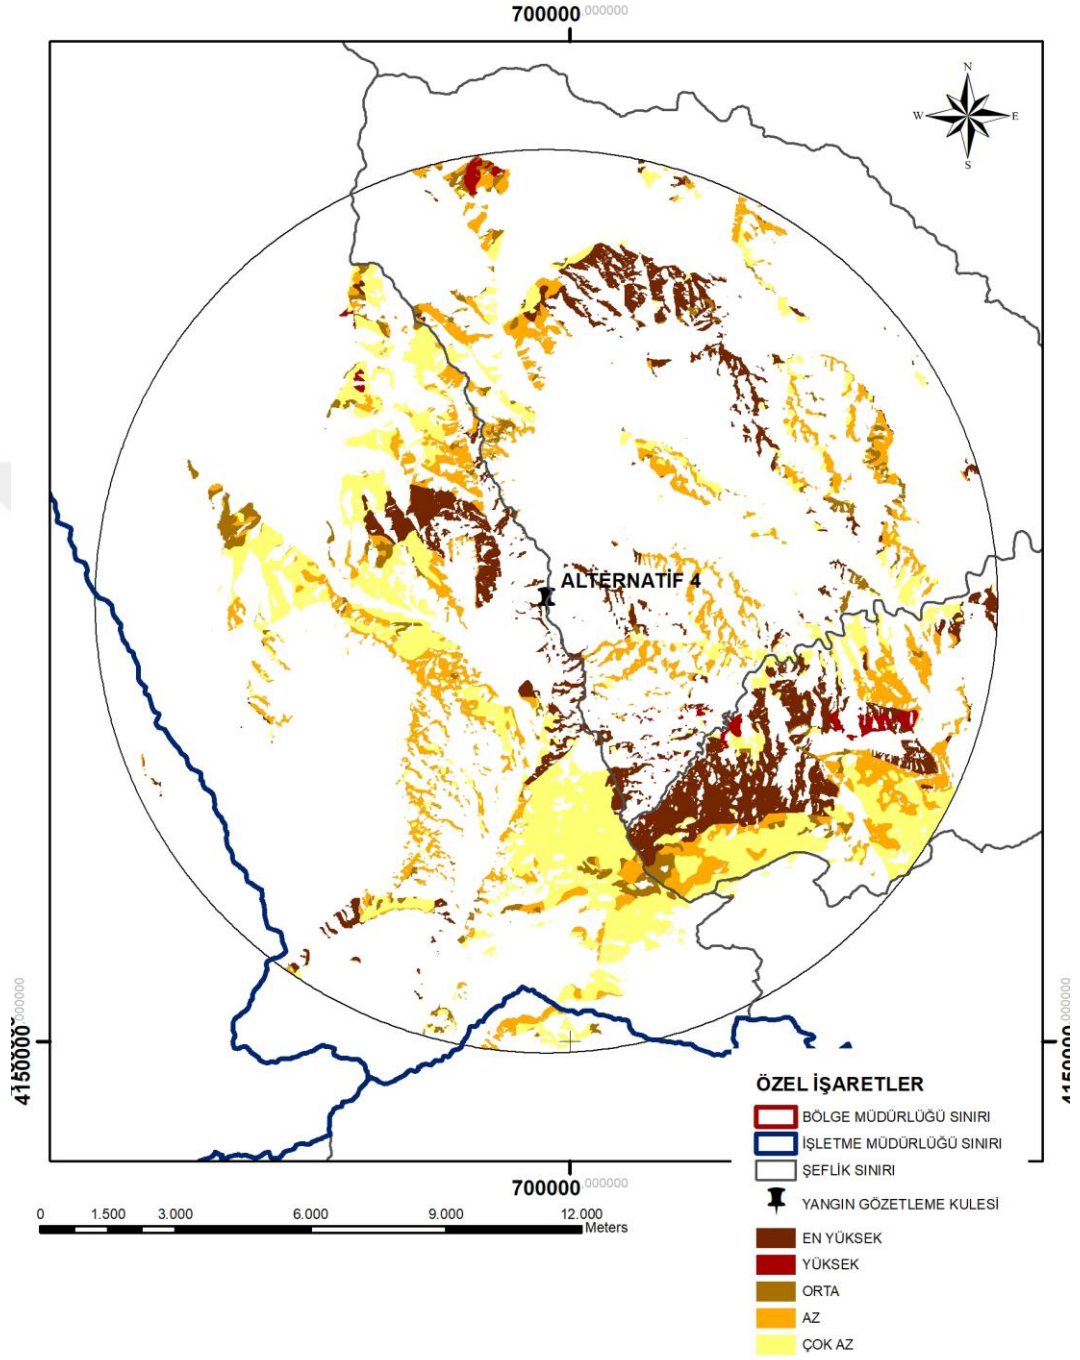 700000,000000
N
W E
S
ALTERNATİF 4
4150000,000000
4150000,000000
ÖZEL İŞARETLER
BÖLGE MÜDÜRLÜĞÜ SINIRI
İŞLETME MÜDÜRLÜĞÜ SINIRI
ŞEFLİK SINIRI
YANGIN GÖZETLEME KULESİ
EN YÜKSEK
YÜKSEK
ORTA
AZ
ÇOK AZ
700000,000000
0 1.500 3.000 6.000 9.000 12.000
Meters